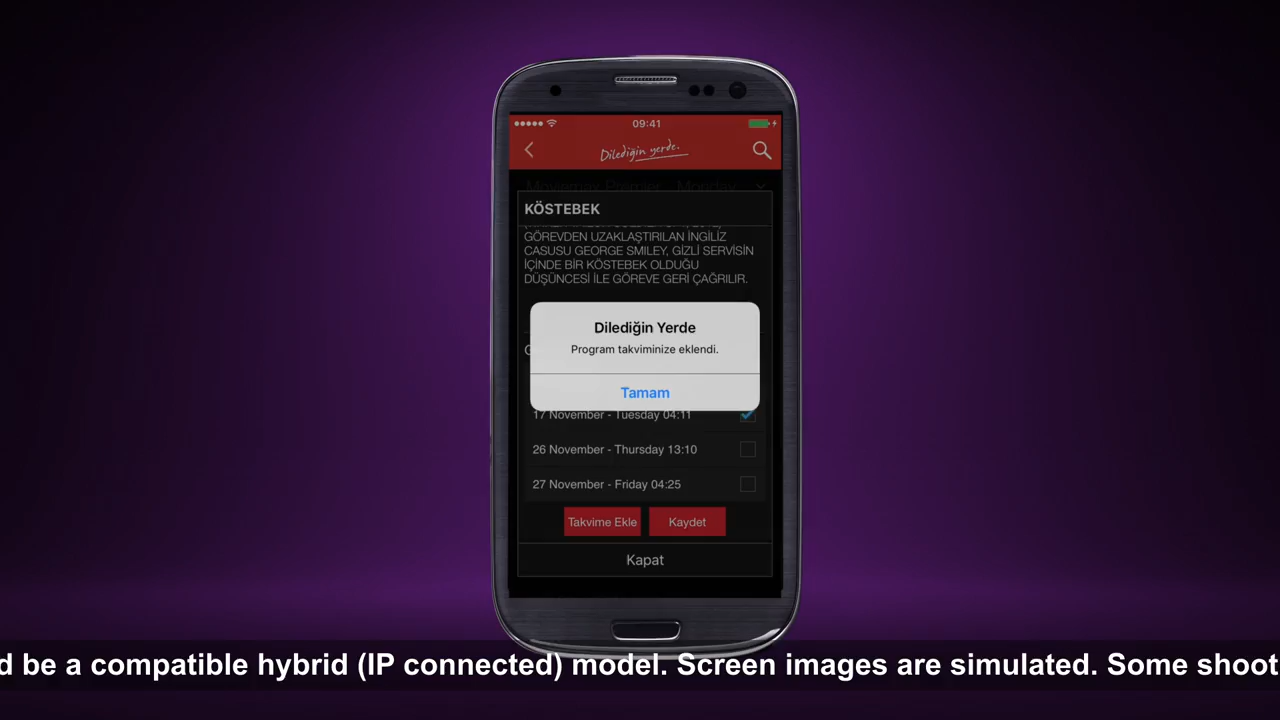 09:41
Dilediğin yerde.
KÖSTEBEK
GÖREVDEN UZAKLAŞTIRILAN İNGİLİZ
CASUSU GEORGE SMILEY, GİZLİ SERVİSİN
İÇİNDE BİR KÖSTEBEK OLDUĞU
DÜŞÜNCESİ İLE GÖREVE GERİ ÇAĞRILIR.
Dilediğin Yerde
Program takviminize eklendi.
Tamam
17 November - Tuesday 04:11
26 November - Thursday 13:10
27 November - Friday 04:25
Takvime Ekle
Kaydet
Kapat
d be a compatible hybrid (IP connected) model. Screen images are simulated. Some shoot